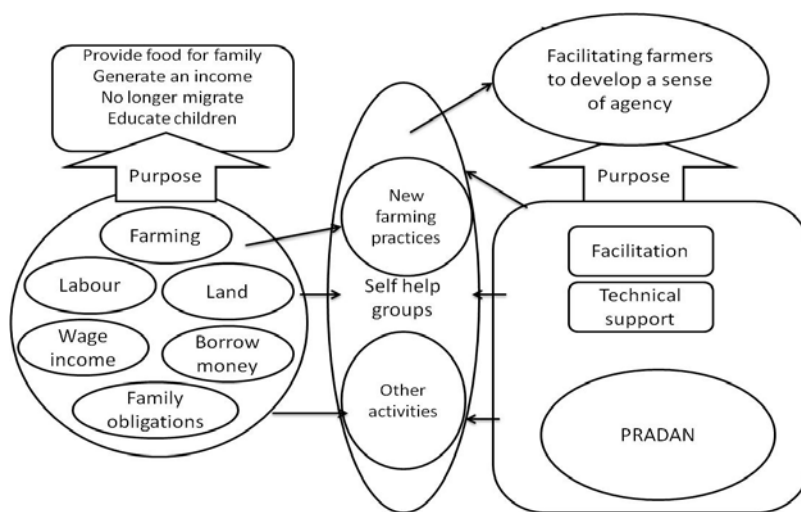 Provide food for family
Generate an income
No longer migrate
Educate children
Purpose
Farming
Labour
Land
Wage
income
Borrow
money
Family
obligations
New
farming
practices
Self help
groups
Other
activities
Facilitating farmers
to develop a sense
of agency
Purpose
Facilitation
Technical
support
PRADAN